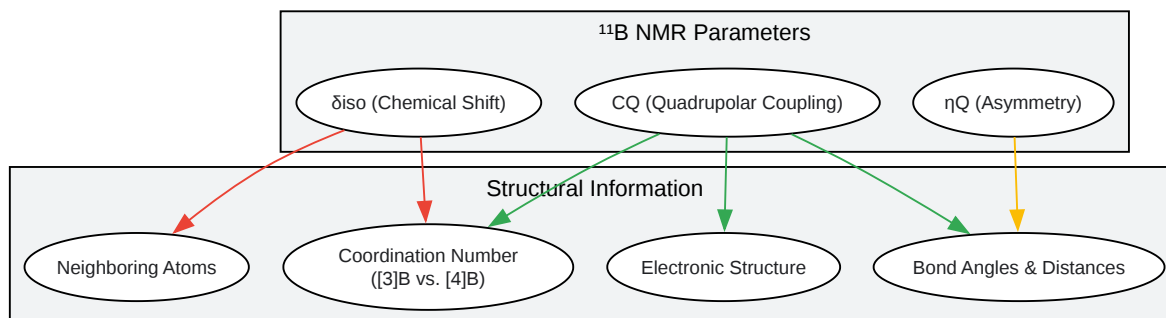 ¹¹B NMR Parameters
δiso (Chemical Shift)
CQ (Quadrupolar Coupling)
ηQ (Asymmetry)
Structural Information
Neighboring Atoms
Coordination Number
([3]B vs. [4]B)
Electronic Structure
Bond Angles & Distances